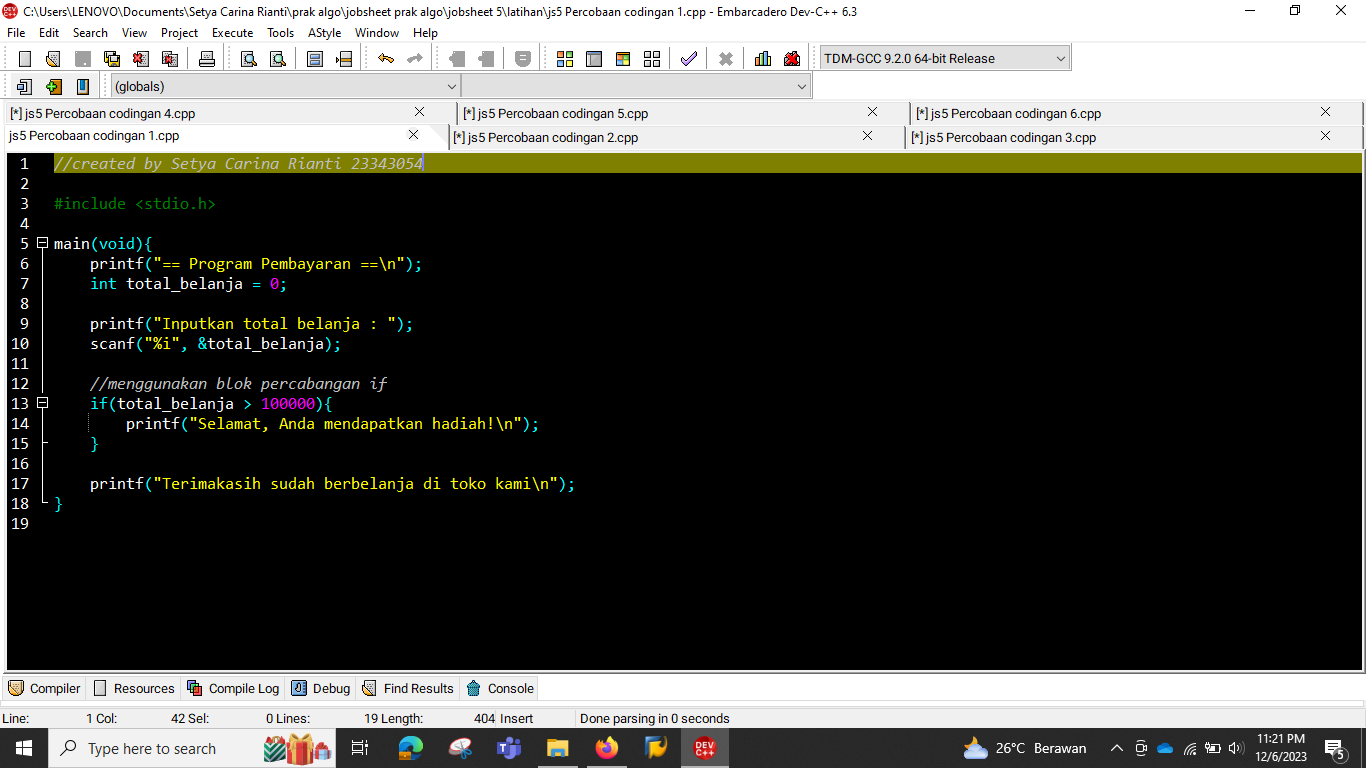 C:\Users\LENOVO\Documents\Setya Carina Rianti\prak algo\jobsheet prak algo\jobsheet 5\latihan\js5 Percobaan codingan 1.cpp - Embarcadero Dev-C++ 6.3
File Edit Search View Project Execute Tools AStyle Window Help
TDM-GCC 9.2.0 64-bit Release
(globals)
[*] js5 Percobaan codingan 4.cpp [*] js5 Percobaan codingan 5.cpp [*] js5 Percobaan codingan 6.cpp
js5 Percobaan codingan 1.cpp [*] js5 Percobaan codingan 2.cpp [*] js5 Percobaan codingan 3.cpp
1 //created by Setya Carina Rianti 23343054
2
3 #include <stdio.h>
4
5 main(void){
6 printf("== Program Pembayaran ==\n");
7 int total_belanja = 0;
8
9 printf("Inputkan total belanja : ");
10 scanf("%i", &total_belanja);
11
12 //menggunakan blok percabangan if
13 if(total_belanja > 100000){
14 printf("Selamat, Anda mendapatkan hadiah!\n");
15 }
16
17 printf("Terimakasih sudah berbelanja di toko kami\n");
18 }
19
Compiler Resources Compile Log Debug Find Results Console
Line: 1 Col: 42 Sel: 0 Lines: 19 Length: 404 Insert Done parsing in 0 seconds
Type here to search DEV C++ 26°C Berawan 11:21 PM
12/6/2023 5